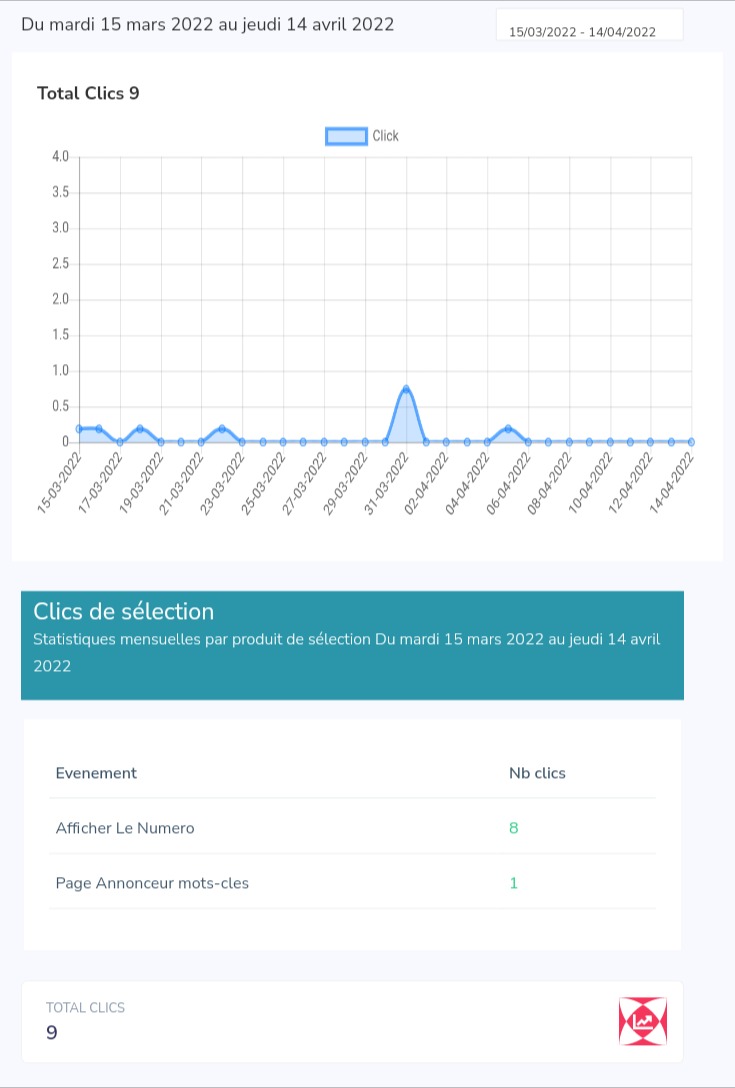 Du mardi 15 mars 2022 au jeudi 14 avril 2022
15/03/2022 - 14/04/2022
Total Clics 9
Click
4.0
3.5
3.0
2.5
2.0
1.5
1.0
0.5
0
15-03-2022
17-03-2022
19-03-2022
21-03-2022
23-03-2022
25-03-2022
27-03-2022
29-03-2022
31-03-2022
02-04-2022
04-04-2022
06-04-2022
08-04-2022
10-04-2022
12-04-2022
14-04-2022
Clics de sélection
Statistiques mensuelles par produit de sélection Du mardi 15 mars 2022 au jeudi 14 avril
2022
Evenement Nb clics
Afficher Le Numero 8
Page Annonceur mots-cles 1
TOTAL CLICS
9